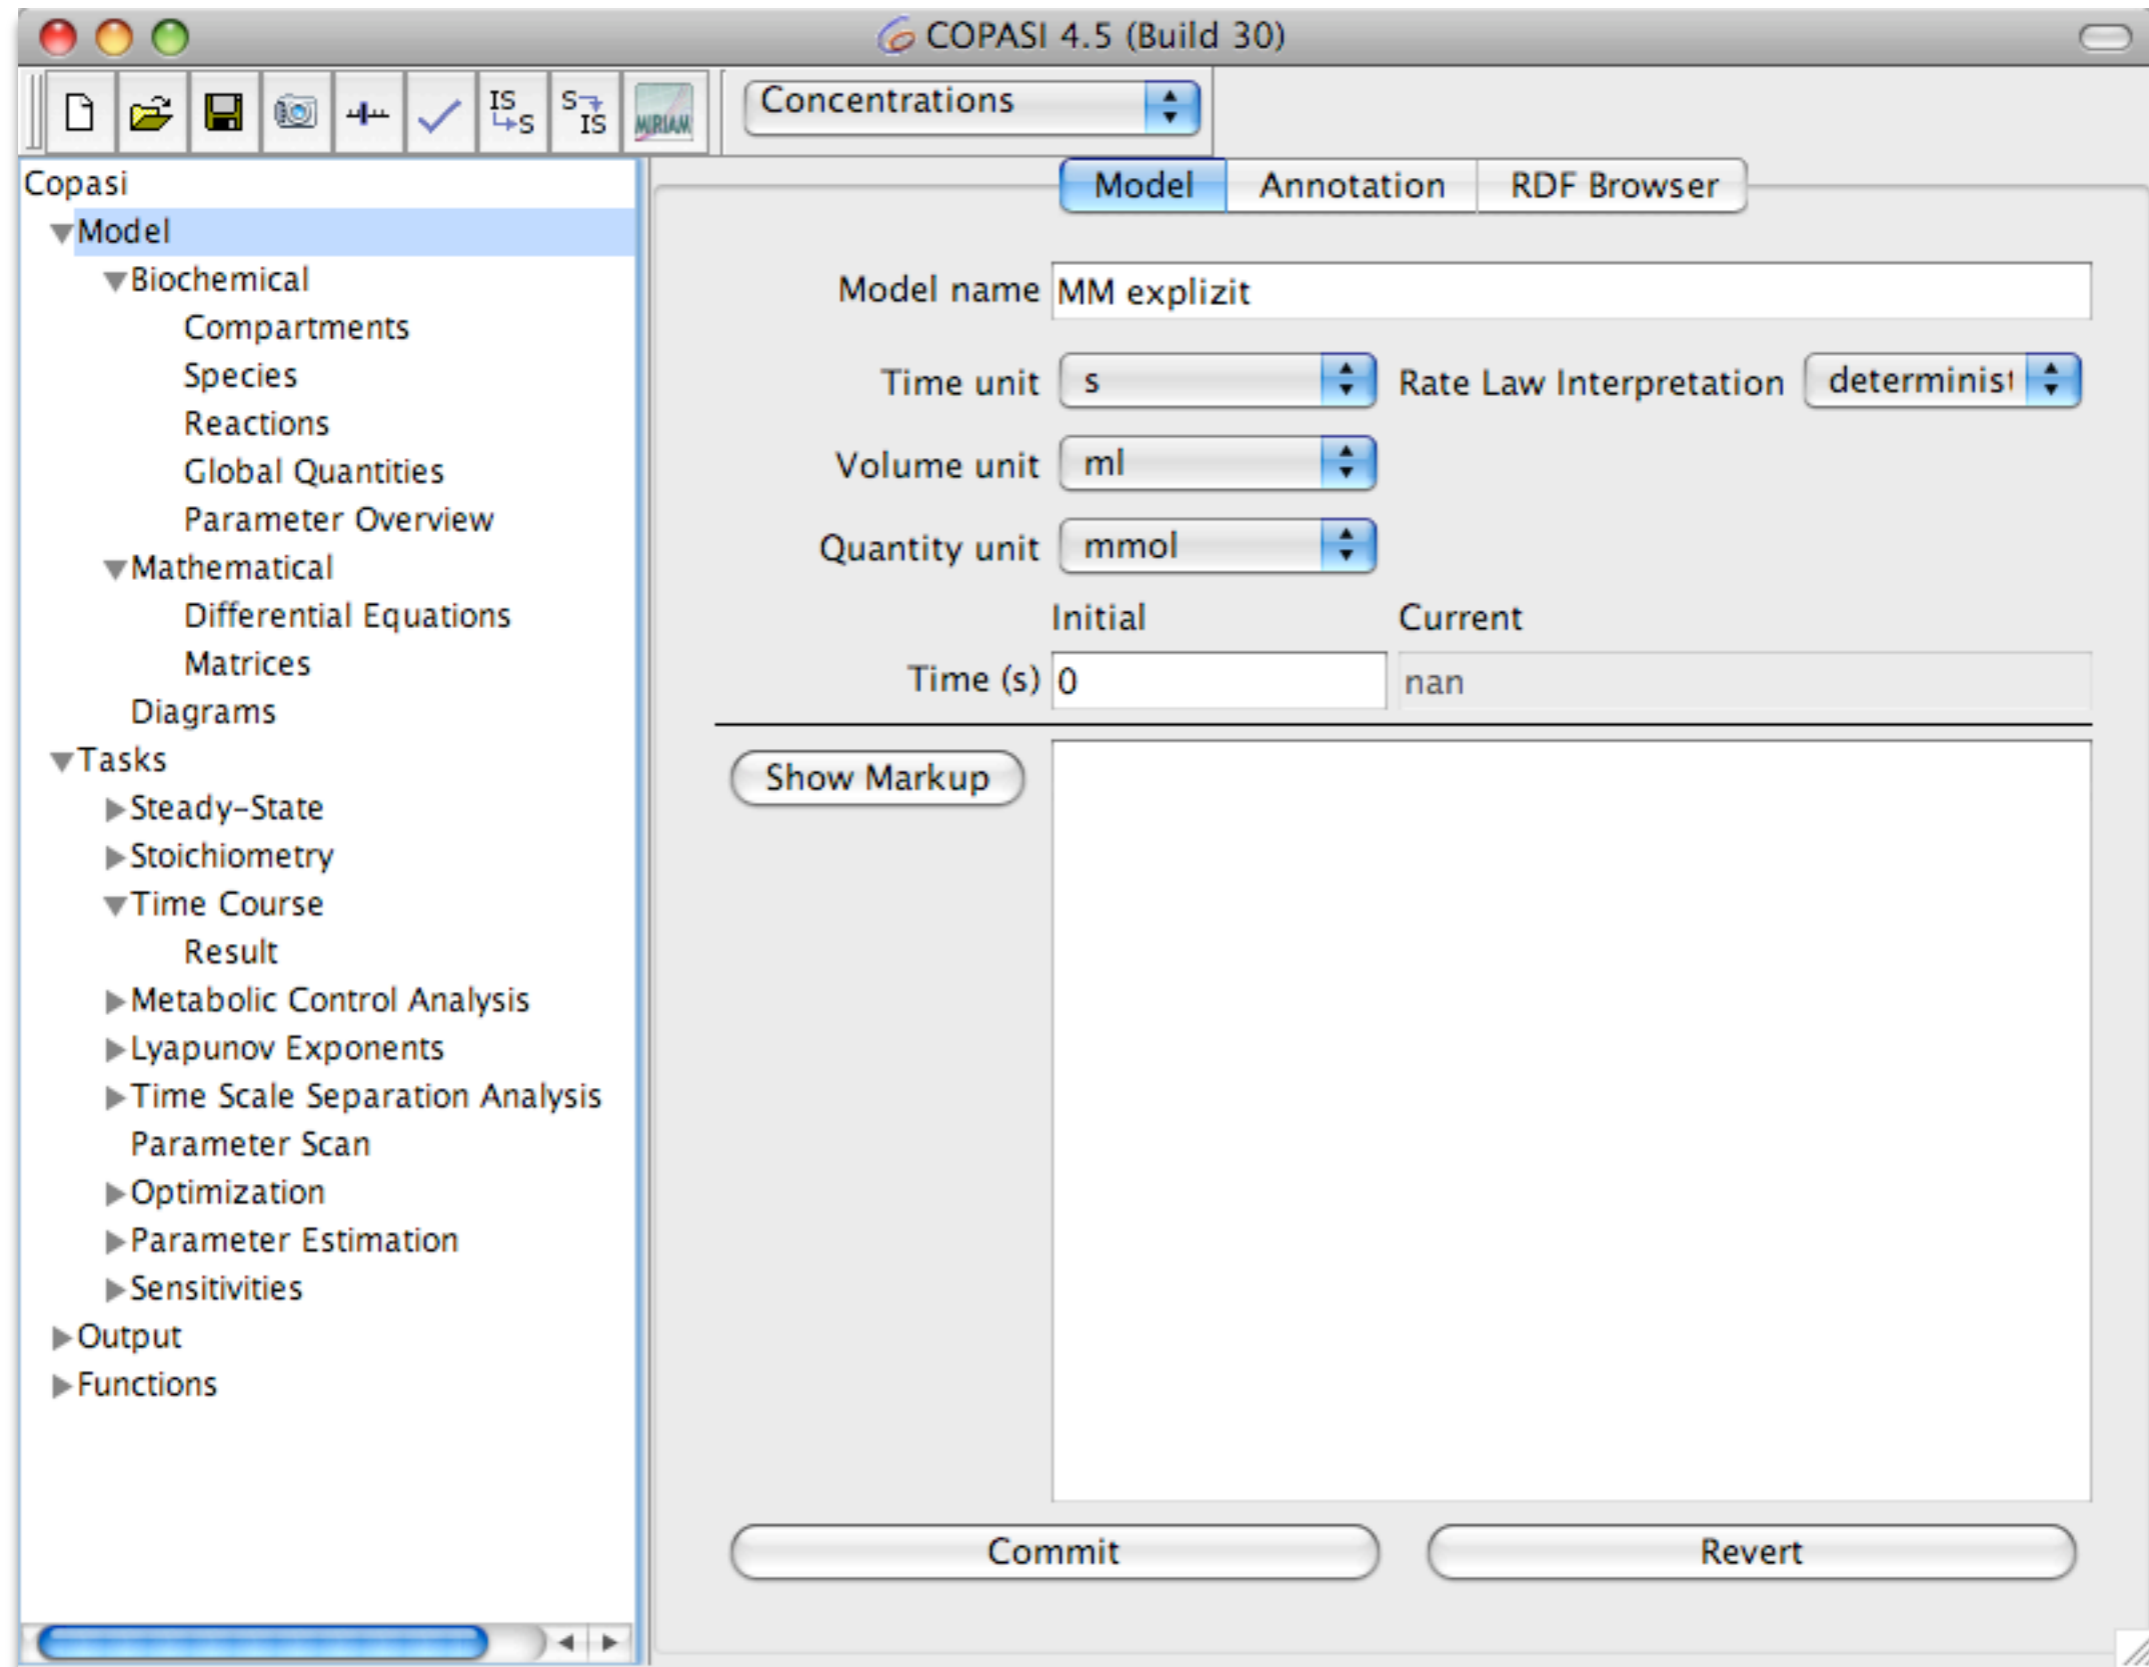 COPASI 4.5 (Build 30)
IS S
S IS
MIRIAM
Concentrations
Copasi
Model
Biochemical
Compartments
Species
Reactions
Global Quantities
Parameter Overview
Mathematical
Differential Equations
Matrices
Diagrams
Tasks
Steady-State
Stoichiometry
Time Course
Result
Metabolic Control Analysis
Lyapunov Exponents
Time Scale Separation Analysis
Parameter Scan
Optimization
Parameter Estimation
Sensitivities
Output
Functions
Model Annotation RDF Browser
Model name MM explizit
Time unit s Rate Law Interpretation determinist
Volume unit ml
Quantity unit mmol
Initial Current
Time (s) 0 nan
Show Markup
Commit Revert